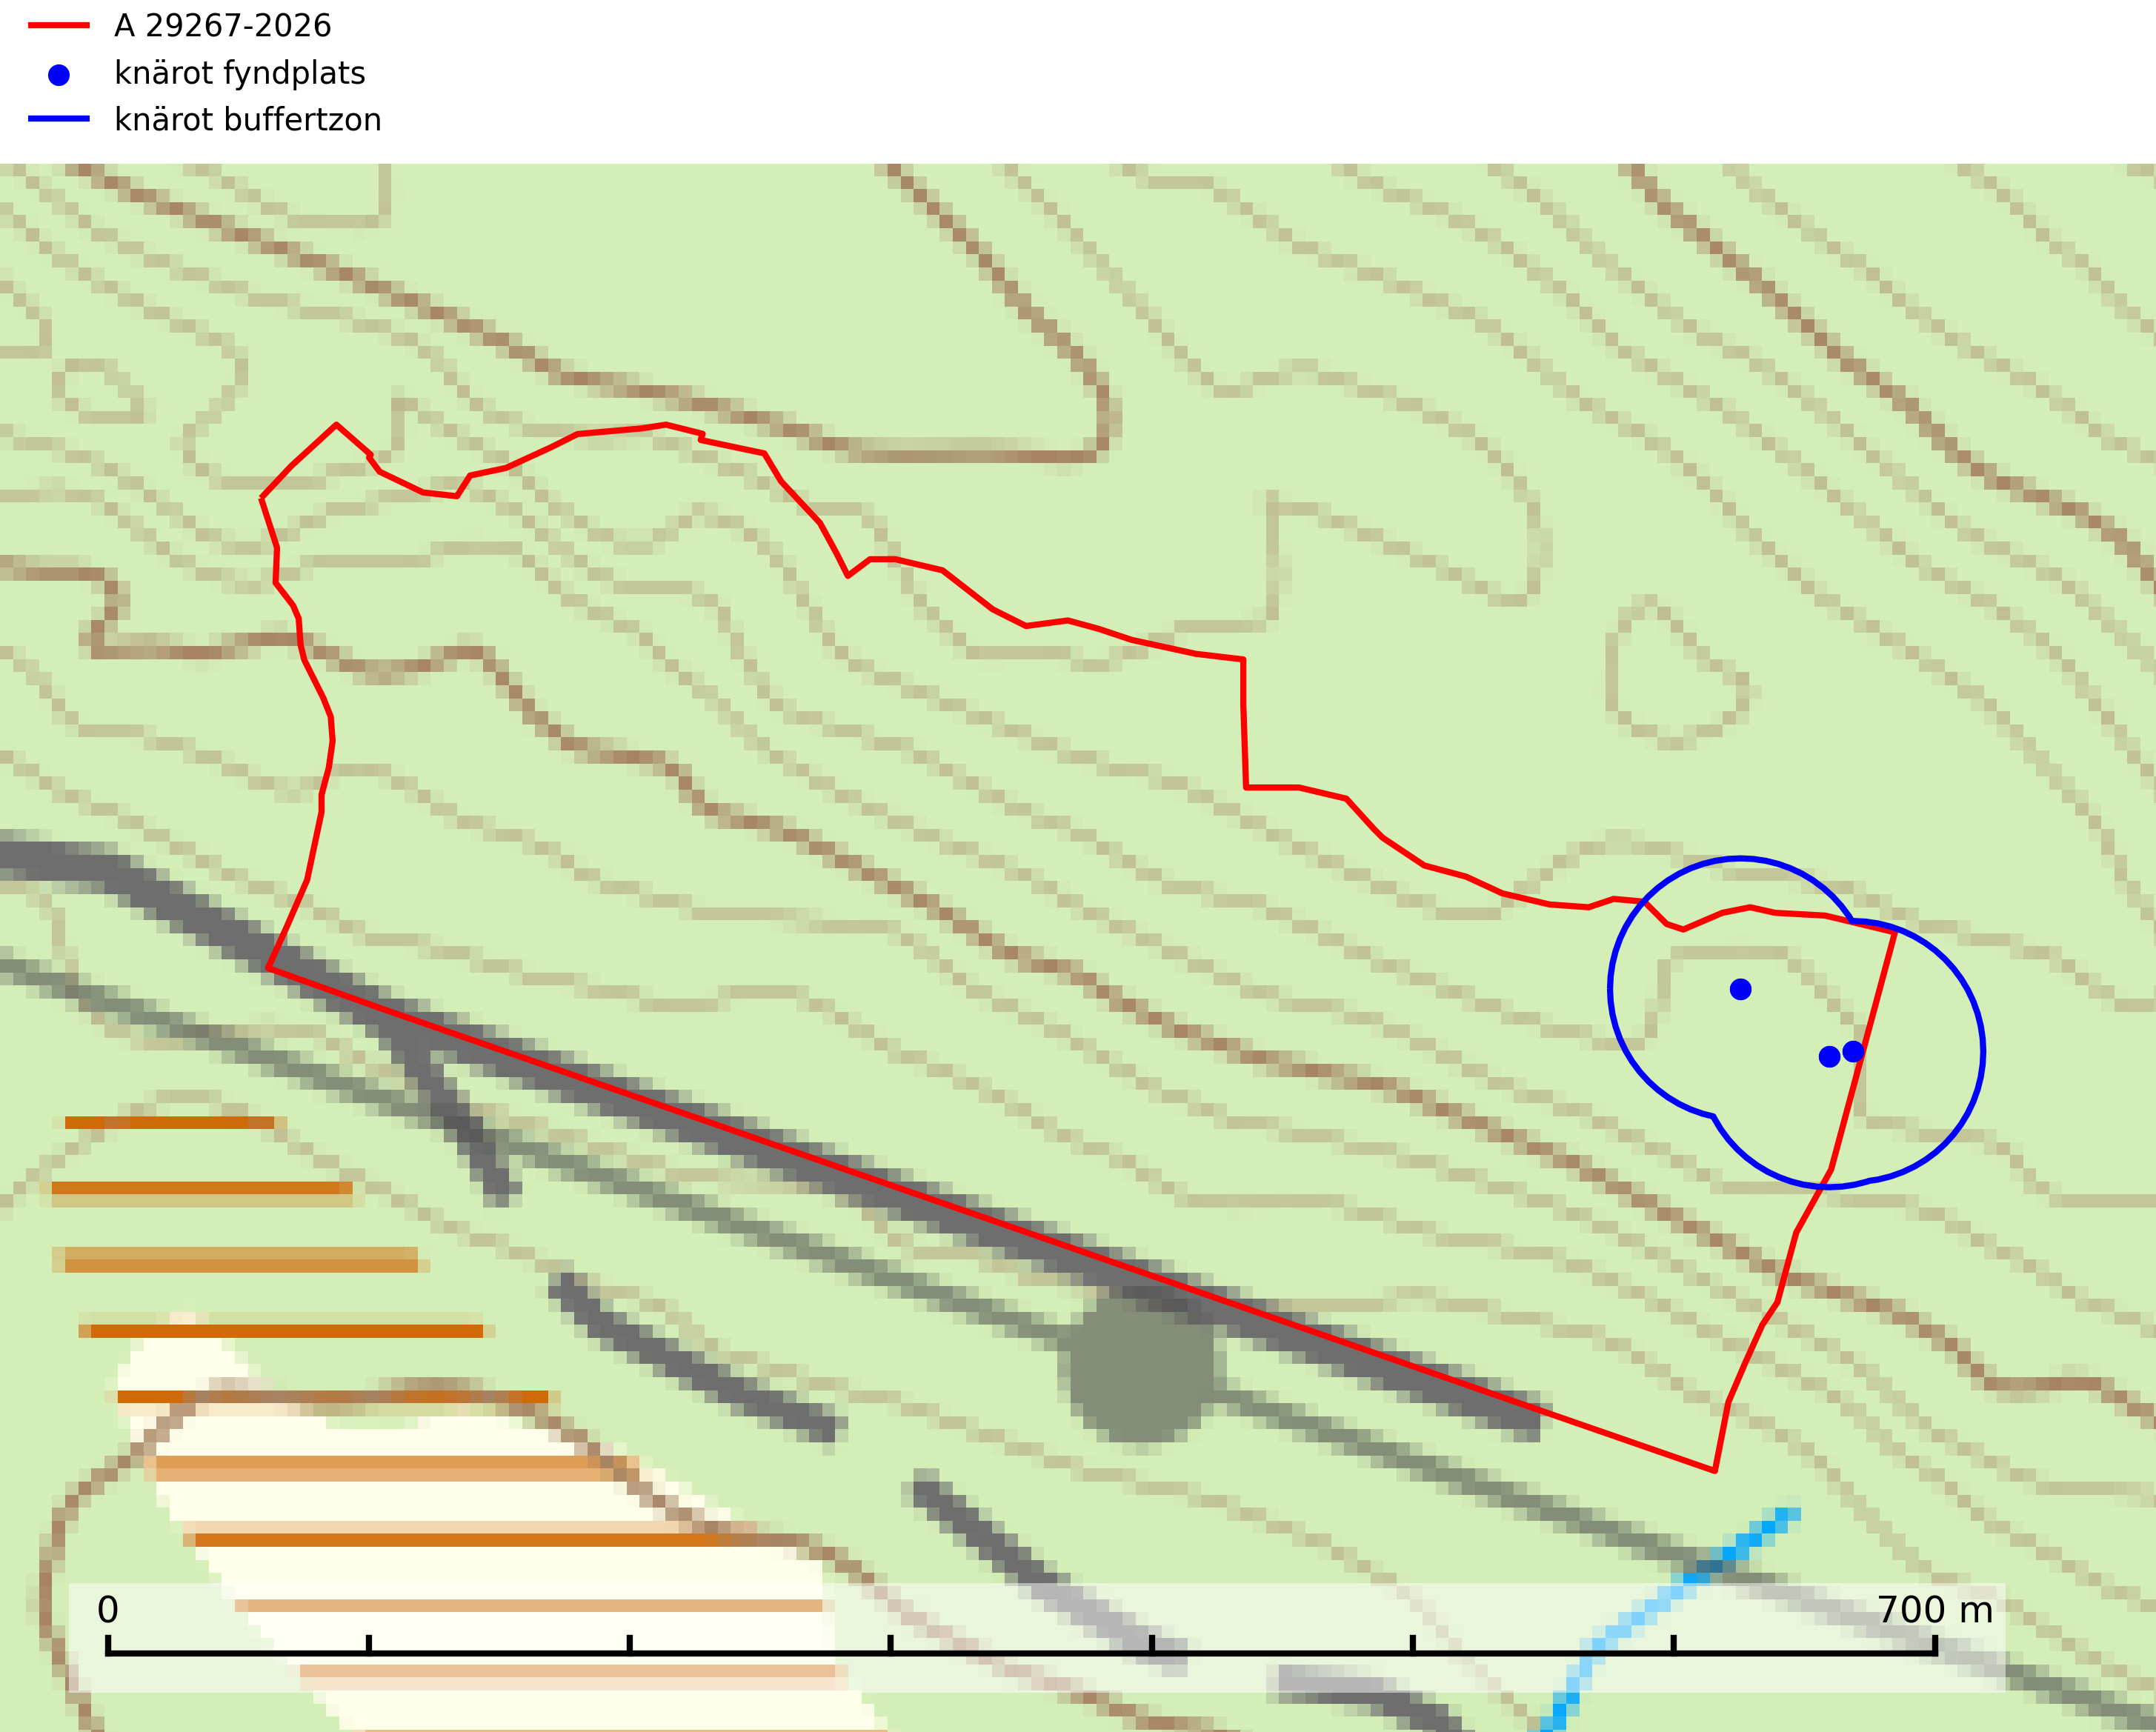 A 29267-2026
knärot fyndplats
knärot buffertzon
0
700 m